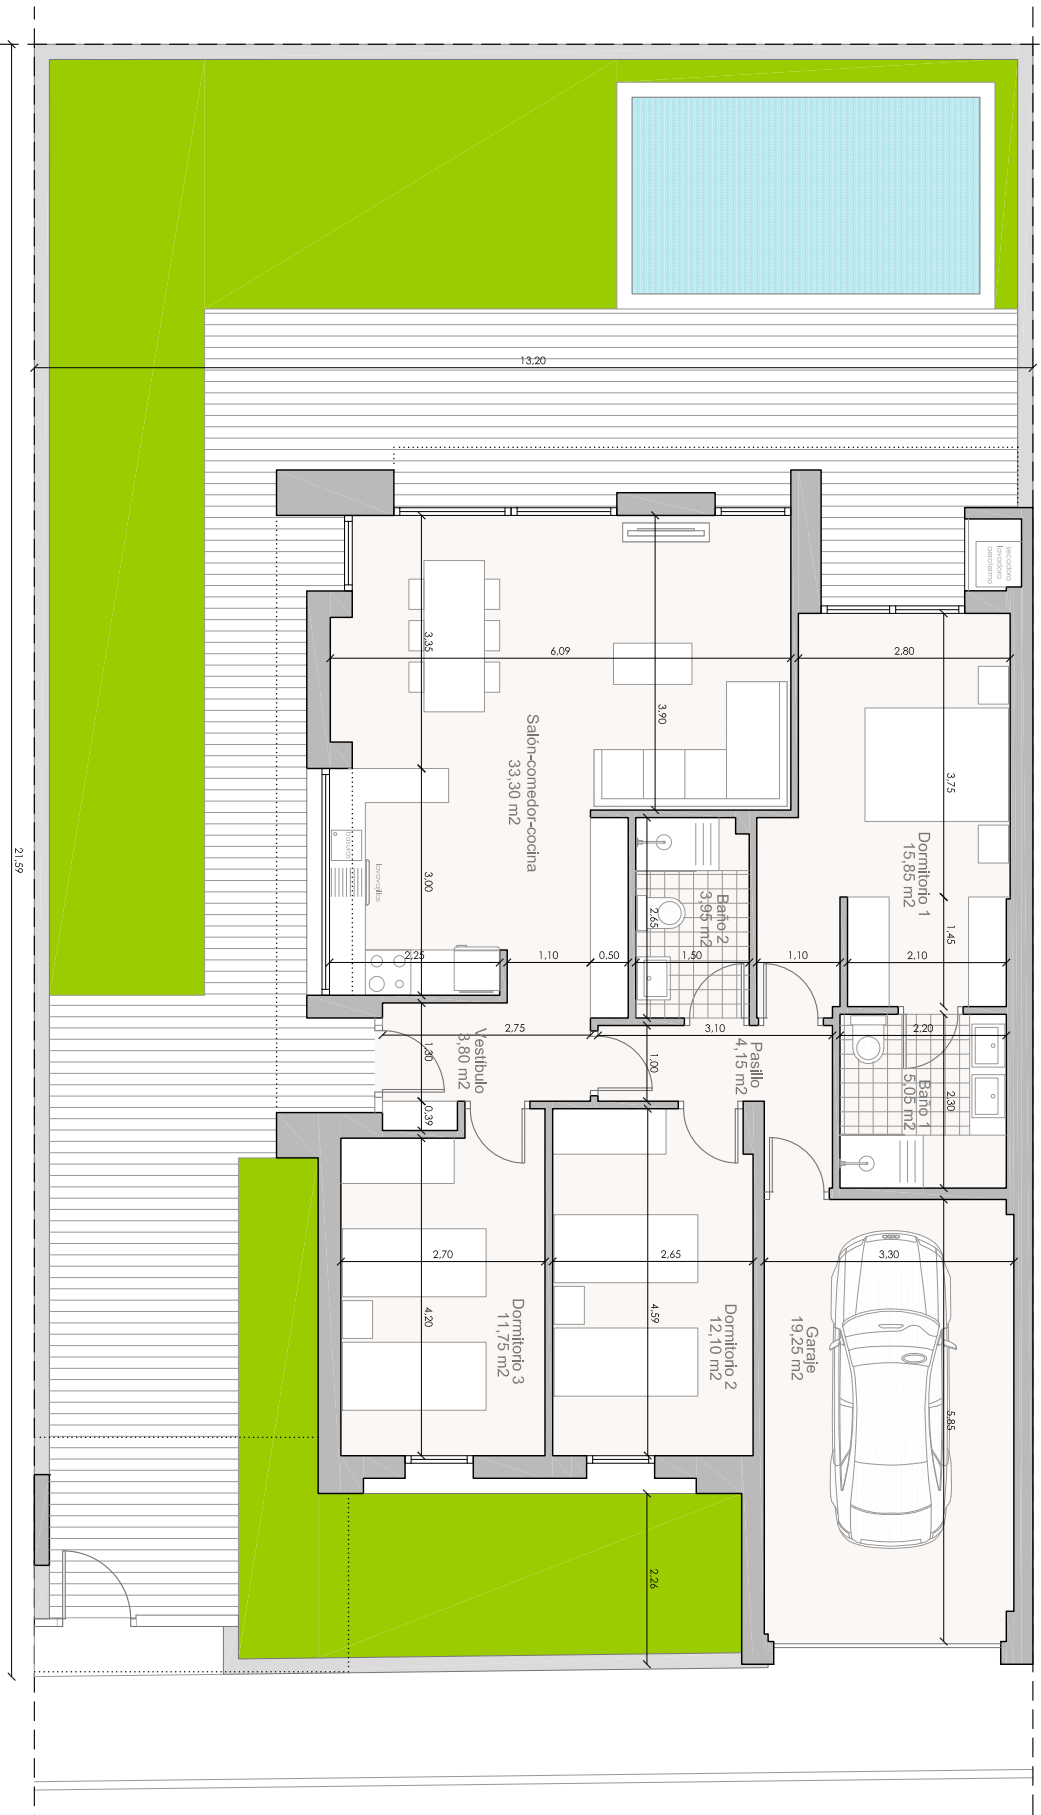 13,20
21,59
secadora
lavadora
aerotermo
3,35
6,09
2,80
3,90
3,75
Salón-comedor-cocina
33,30 m2
Dormitorio 1
15,85 m2
basuras
lavavajillas
3,00
Baño 2
3,95 m2
2,65
1,45
2,25
1,10
0,50
1,50
1,10
2,10
2,75
3,10
2,20
Vestíbulo
3,80 m2
1,30
1,00
Pasillo
4,15 m2
Baño 1
5,05 m2
2,30
0,39
2,70
2,65
3,30
4,20
4,59
Dormitorio 3
11,75 m2
Dormitorio 2
12,10 m2
Garaje
19,25 m2
5,85
2,26